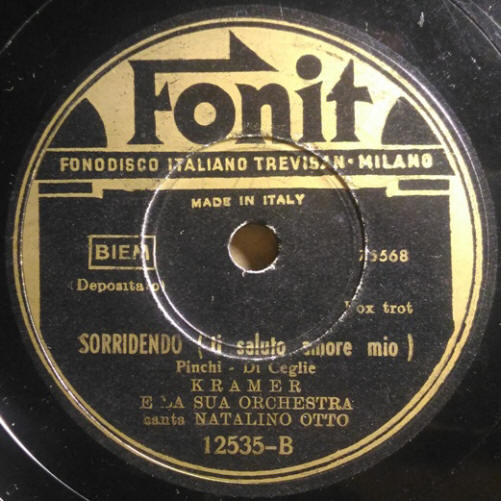 Fonit
FONODISCO ITALIANO TREVISAN • MILANO
MADE IN ITALY
BIEM
75568
(Depositato)
Fox trot
SORRIDENDO (ti saluto amore mio)
Pinchi - Di Ceglie
KRAMER
E LA SUA ORCHESTRA
canta NATALINO OTTO
12535-B